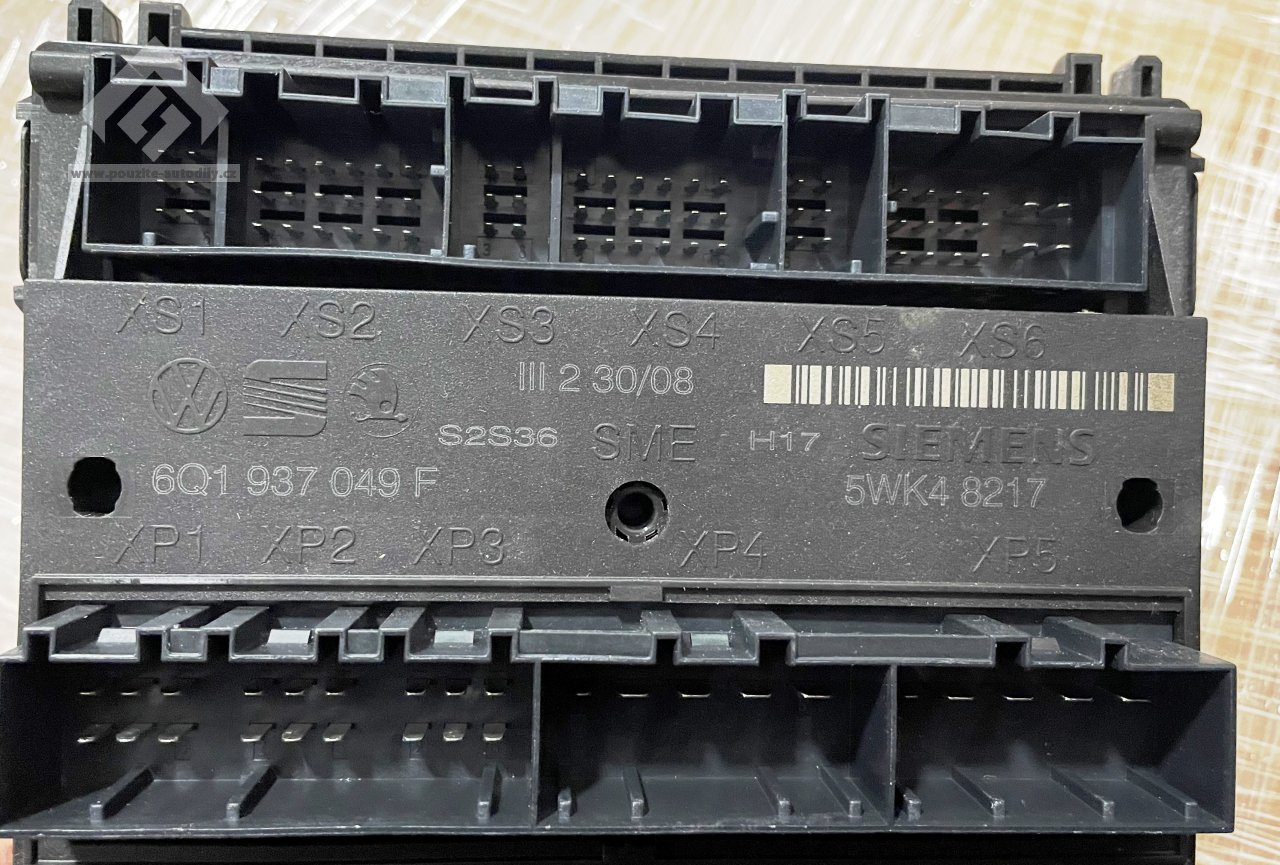 www.pouzite-autodily.cz
XS1 XS2 XS3 XS4 XS5 XS6
III 2 30/08
S2S36 SME H17 SIEMENS
6Q1 937 049 F 5WK4 8217
XP1 XP2 XP3 XP4 XP5